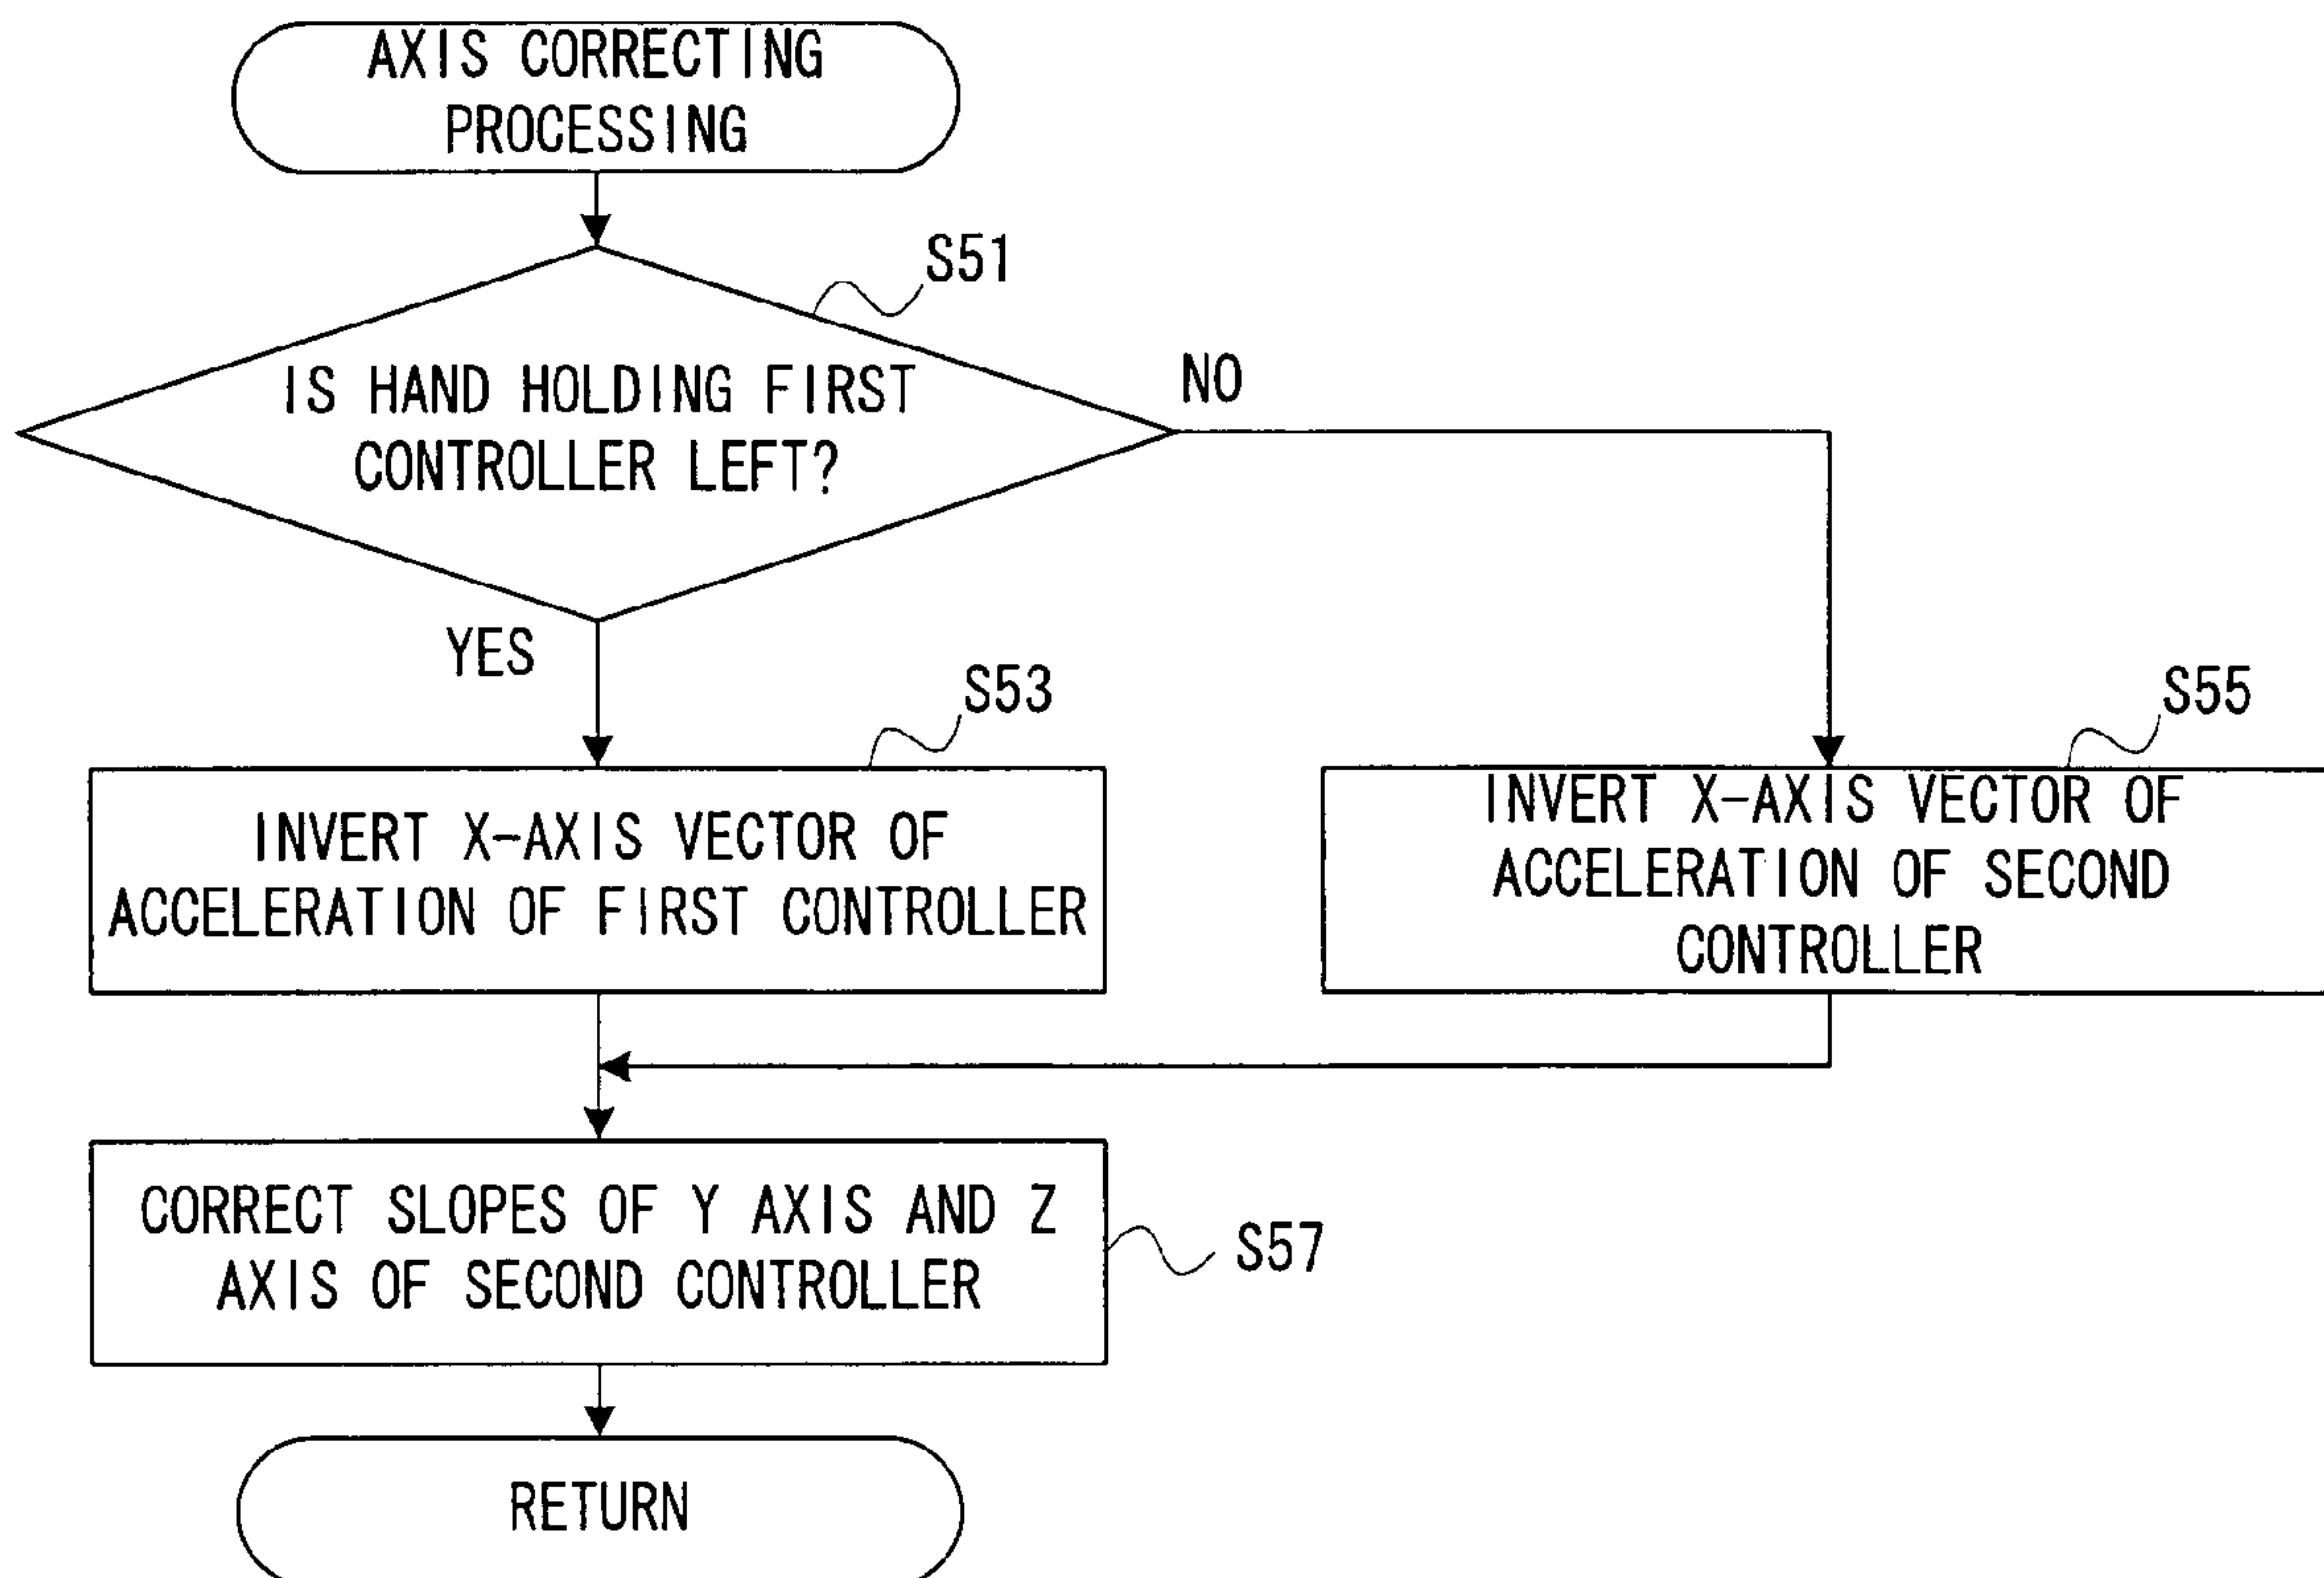 AXIS CORRECTING
PROCESSING
S51
IS HAND HOLDING FIRST
CONTROLLER LEFT?
NO
YES
S53
INVERT X-AXIS VECTOR OF
ACCELERATION OF FIRST CONTROLLER
S55
INVERT X-AXIS VECTOR OF
ACCELERATION OF SECOND
CONTROLLER
CORRECT SLOPES OF Y AXIS AND Z
AXIS OF SECOND CONTROLLER
S57
RETURN